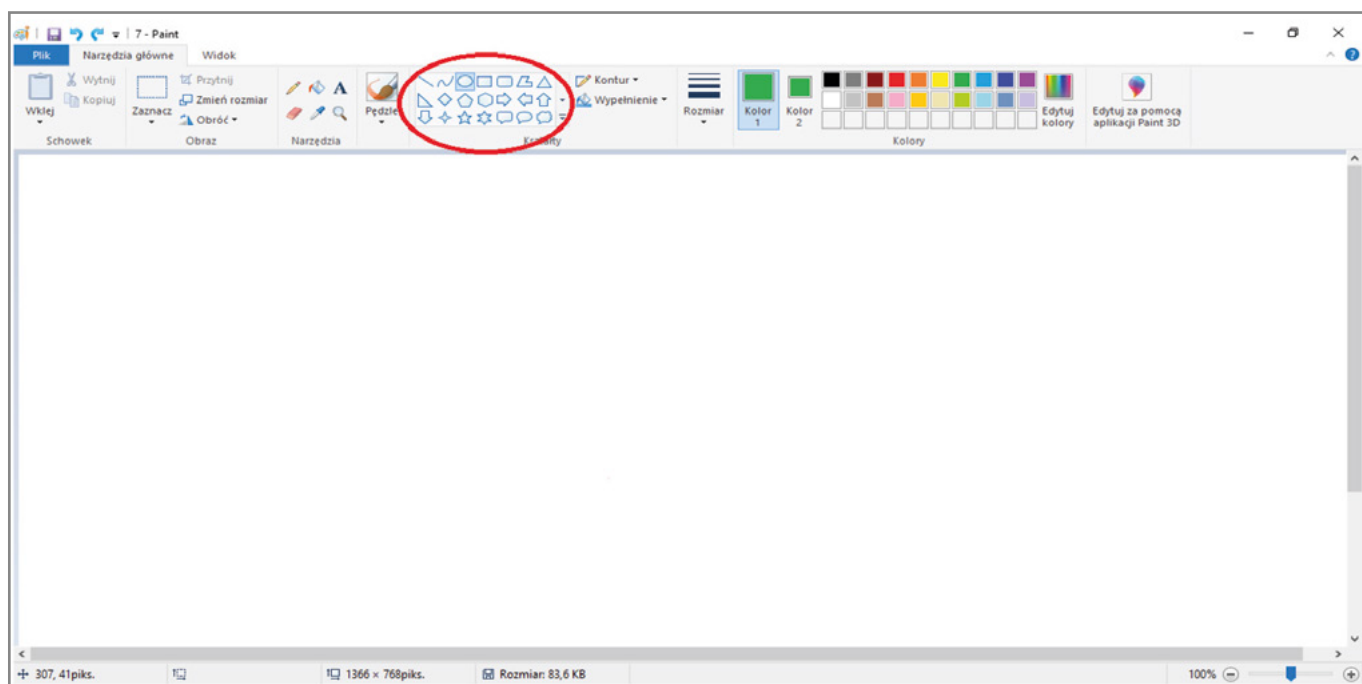 7 - Paint
Plik Narzędzia główne Widok
Wklej
Wytnij
Kopiuj
Schowek
Zaznacz
Przytnij
Zmień rozmiar
Obróć
Obraz
A
Narzędzia
Pędzle
Kształty
Kontur
Wypełnienie
Rozmiar
Kolor
1
Kolor
2
Edytuj
kolory
Kolory
Edytuj za pomocą
aplikacji Paint 3D
307, 41piks. 1366 × 768piks. Rozmiar: 83,6 KB 100%